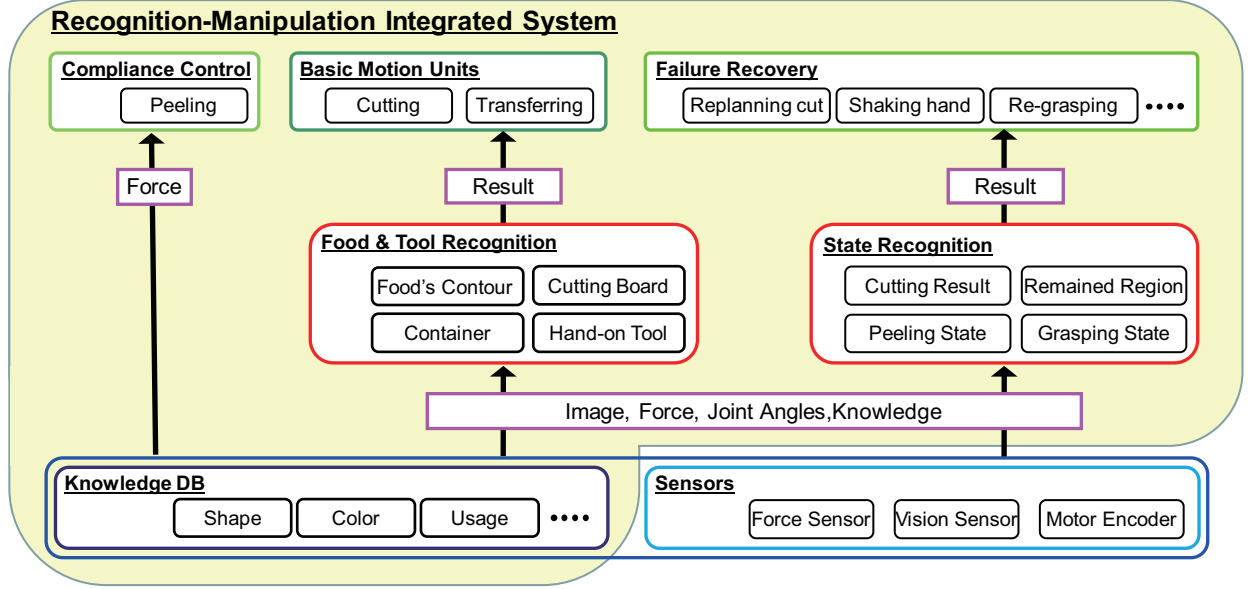 Recognition-Manipulation Integrated System
Compliance Control
Peeling
Basic Motion Units
Cutting
Transferring
Failure Recovery
Replanning cut
Shaking hand
Re-grasping
••••
Force
Result
Result
Food & Tool Recognition
Food's Contour
Cutting Board
Container
Hand-on Tool
State Recognition
Cutting Result
Remained Region
Peeling State
Grasping State
Image, Force, Joint Angles,Knowledge
Knowledge DB
Shape
Color
Usage
••••
Sensors
Force Sensor
Vision Sensor
Motor Encoder